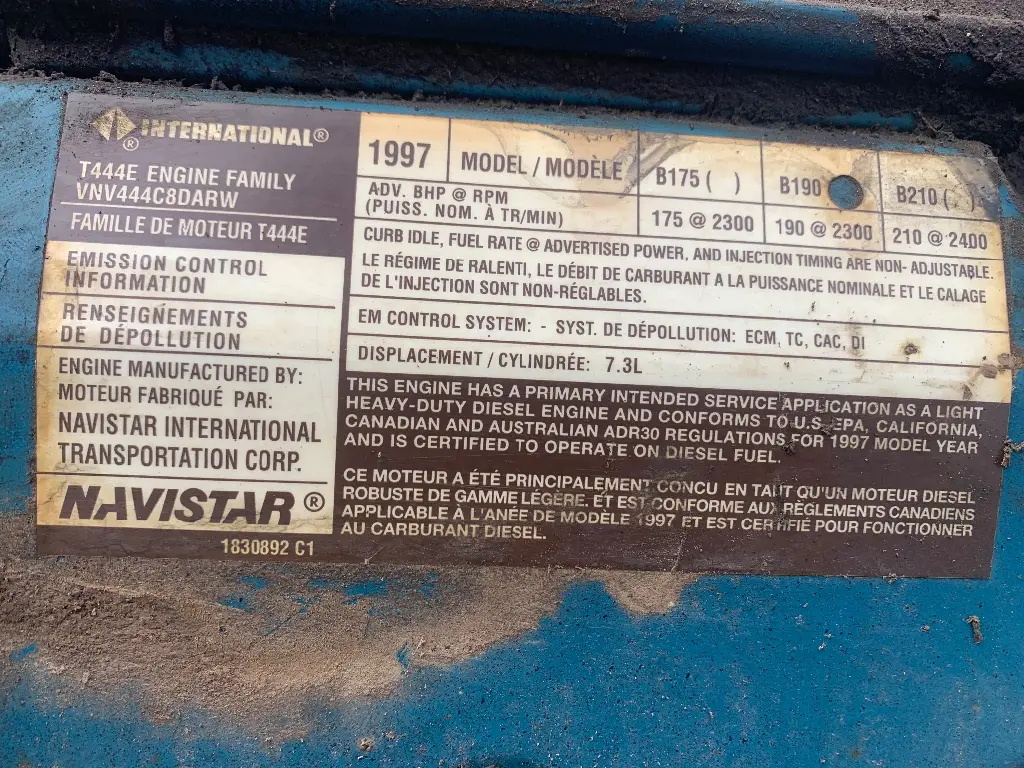 INTERNATIONAL®
T444E ENGINE FAMILY
VNV444C8DARW
FAMILLE DE MOTEUR T444E
EMISSION CONTROL
INFORMATION
RENSEIGNEMENTS
DE DÉPOLLUTION
ENGINE MANUFACTURED BY:
MOTEUR FABRIQUÉ PAR:
NAVISTAR INTERNATIONAL
TRANSPORTATION CORP.
NAVISTAR®
1830892 C1
1997 MODEL / MODÈLE B175 ( ) B190 B210 ( )
ADV. BHP @ RPM
(PUISS. NOM. À TR/MIN) 175 @ 2300 190 @ 2300 210 @ 2400
CURB IDLE, FUEL RATE @ ADVERTISED POWER, AND INJECTION TIMING ARE NON- ADJUSTABLE.
LE RÉGIME DE RALENTI, LE DÉBIT DE CARBURANT A LA PUISSANCE NOMINALE ET LE CALAGE
DE L'INJECTION SONT NON-RÉGLABLES.
EM CONTROL SYSTEM: - SYST. DE DÉPOLLUTION: ECM, TC, CAC, DI
DISPLACEMENT / CYLINDRÉE: 7.3L
THIS ENGINE HAS A PRIMARY INTENDED SERVICE APPLICATION AS A LIGHT
HEAVY-DUTY DIESEL ENGINE AND CONFORMS TO U.S. EPA, CALIFORNIA,
CANADIAN AND AUSTRALIAN ADR30 REGULATIONS FOR 1997 MODEL YEAR
AND IS CERTIFIED TO OPERATE ON DIESEL FUEL.
CE MOTEUR A ÉTÉ PRINCIPALEMENT CONCU EN TAUT QU'UN MOTEUR DIESEL
ROBUSTE DE GAMME LÉGÈRE. ET EST CONFORME AUX RÈGLEMENTS CANADIENS
APPLICABLE À L'ANÉE DE MODÈLE 1997 ET EST CERTIFIÉ POUR FONCTIONNER
AU CARBURANT DIESEL.